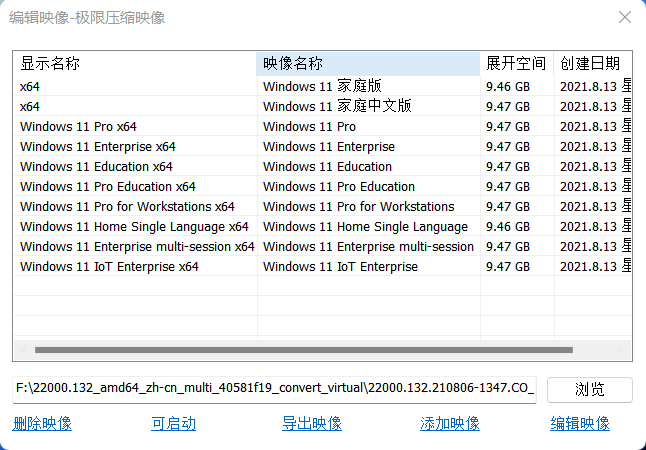 编辑映像-极限压缩映像
显示名称 映像名称 展开空间 创建日期
x64 Windows 11 家庭版 9.46 GB 2021.8.13 星
x64 Windows 11 家庭中文版 9.47 GB 2021.8.13 星
Windows 11 Pro x64 Windows 11 Pro 9.47 GB 2021.8.13 星
Windows 11 Enterprise x64 Windows 11 Enterprise 9.47 GB 2021.8.13 星
Windows 11 Education x64 Windows 11 Education 9.47 GB 2021.8.13 星
Windows 11 Pro Education x64 Windows 11 Pro Education 9.47 GB 2021.8.13 星
Windows 11 Pro for Workstations x64 Windows 11 Pro for Workstations 9.47 GB 2021.8.13 星
Windows 11 Home Single Language x64 Windows 11 Home Single Language 9.46 GB 2021.8.13 星
Windows 11 Enterprise multi-session x64 Windows 11 Enterprise multi-session 9.47 GB 2021.8.13 星
Windows 11 IoT Enterprise x64 Windows 11 IoT Enterprise 9.47 GB 2021.8.13 星
F:\22000.132_amd64_zh-cn_multi_40581f19_convert_virtual\22000.132.210806-1347.CO_ 浏览
删除映像 可启动 导出映像 添加映像 编辑映像